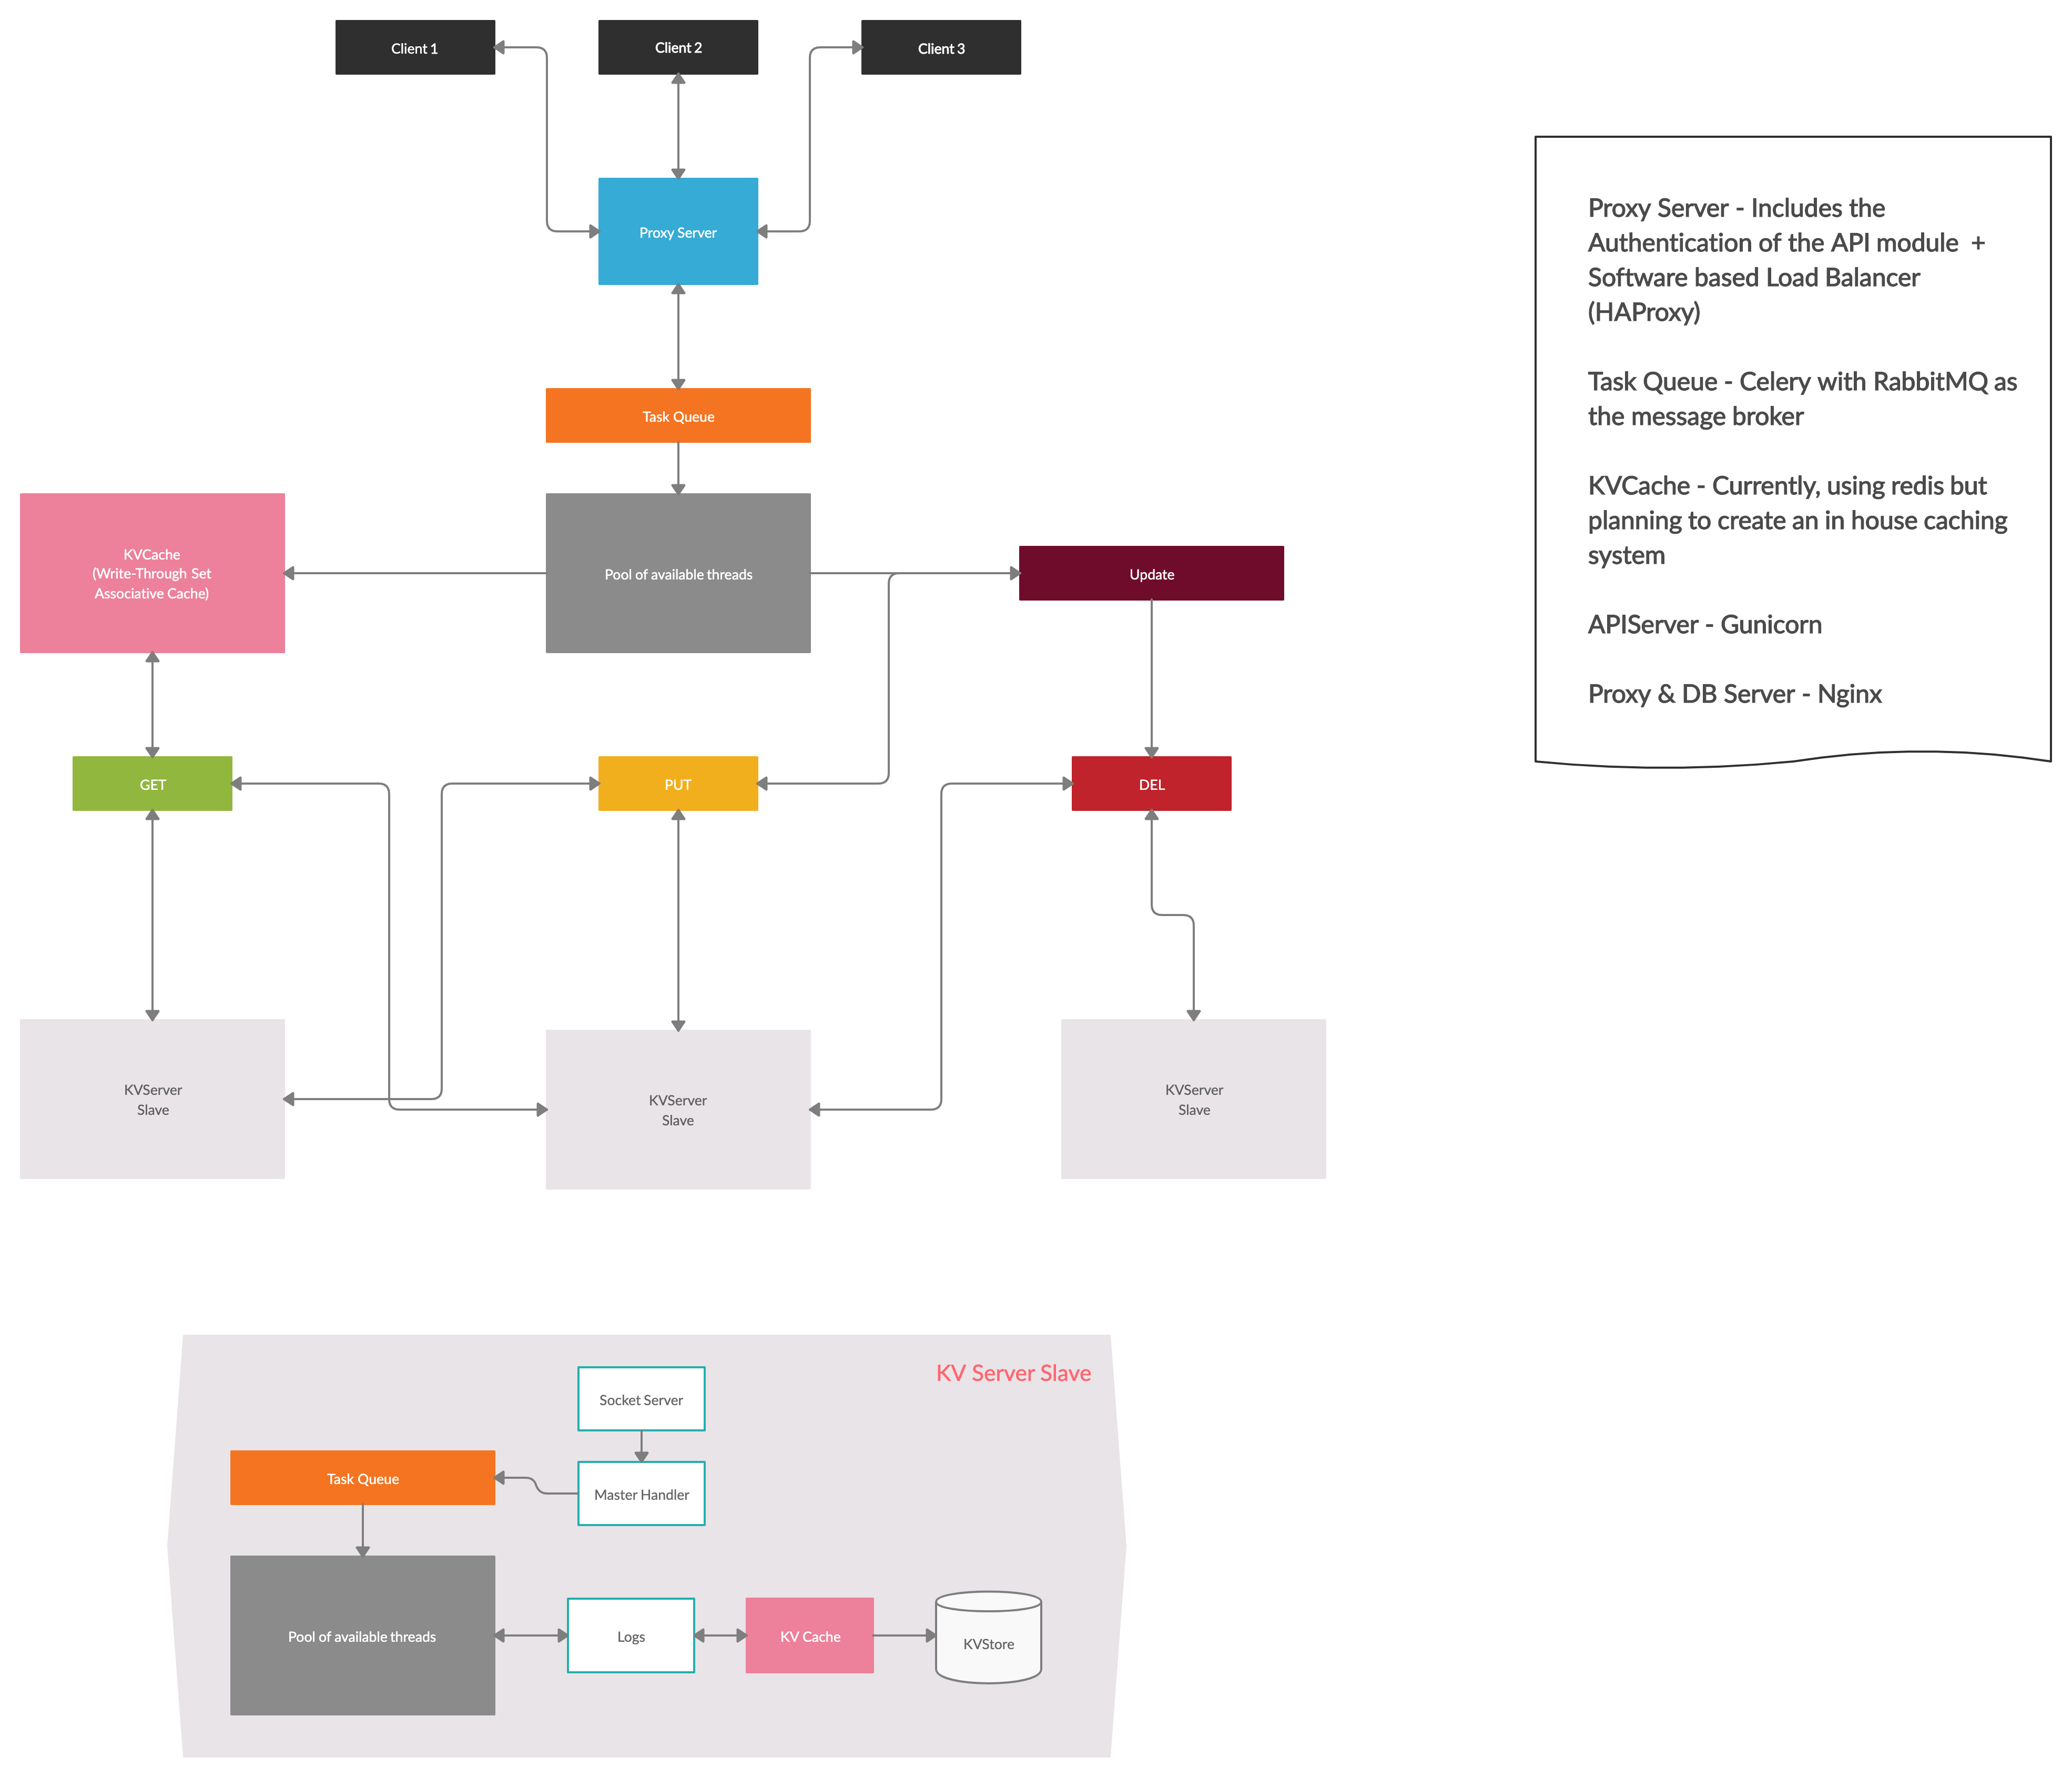 Client 1
Client 2
Client 3
Proxy Server
Task Queue
KVCache
(Write-Through Set
Associative Cache)
Pool of available threads
Update
GET
PUT
DEL
KVServer
Slave
KVServer
Slave
KVServer
Slave
Proxy Server - Includes the
Authentication of the API module +
Software based Load Balancer
(HAProxy)
Task Queue - Celery with RabbitMQ as
the message broker
KVCache - Currently, using redis but
planning to create an in house caching
system
APIServer - Gunicorn
Proxy & DB Server - Nginx
KV Server Slave
Socket Server
Task Queue
Master Handler
Pool of available threads
Logs
KV Cache
KVStore